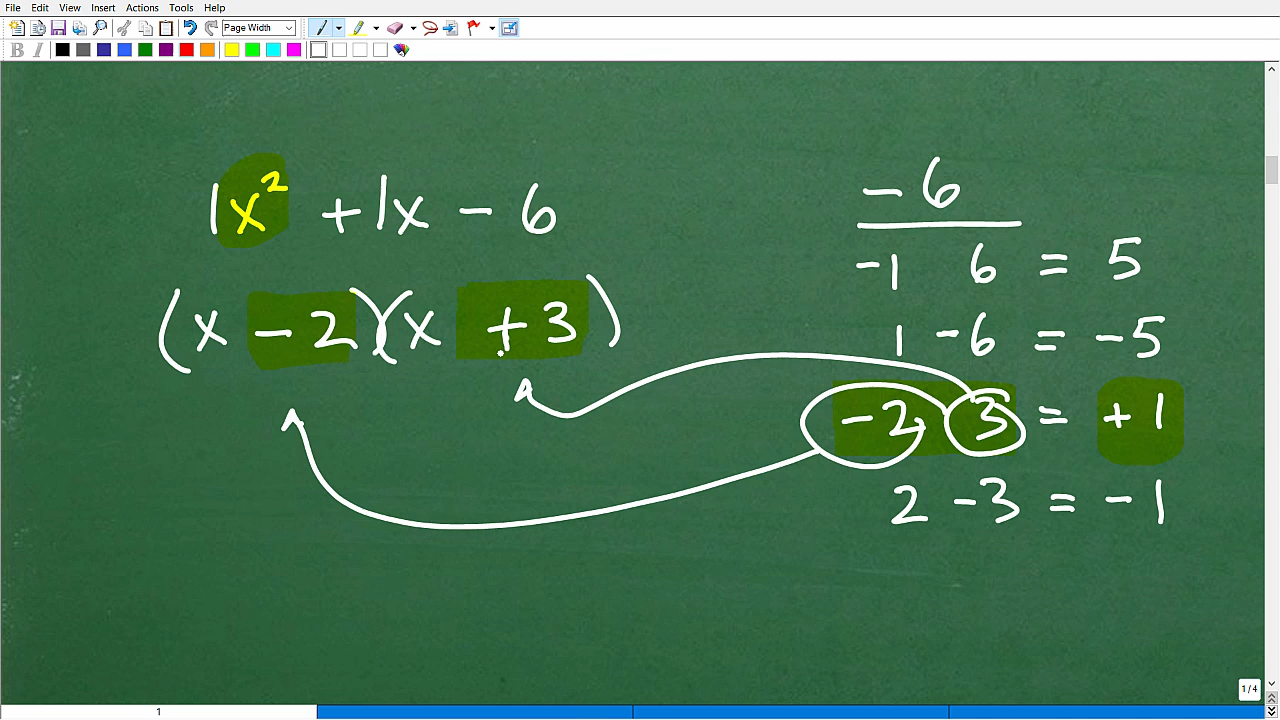 File Edit View Insert Actions Tools Help
Page Width
B I
1x² + 1x - 6
(x - 2)(x + 3)
-6
-1 6 = 5
1 -6 = -5
-2 3 = +1
2 -3 = -1
1/4
1